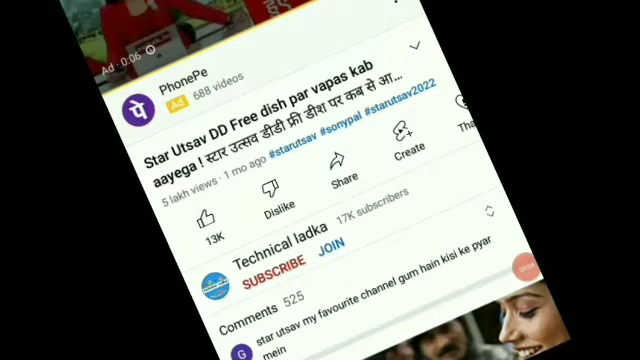 Ad · 0:06
पे
PhonePe
Ad 688 videos
Star Utsav DD Free dish par vapas kab
aayega ! स्टार उत्सव डीडी फ्री डीश पर कब से आ...
5 lakh views · 1 mo ago #starutsav #sonypal #starutsav2022
13K
Dislike
Share
Create
Tha
Technical ladka 17K subscribers
SUBSCRIBE JOIN
Comments 525
G
star utsav my favourite channel gum hain kisi ke pyar
mein